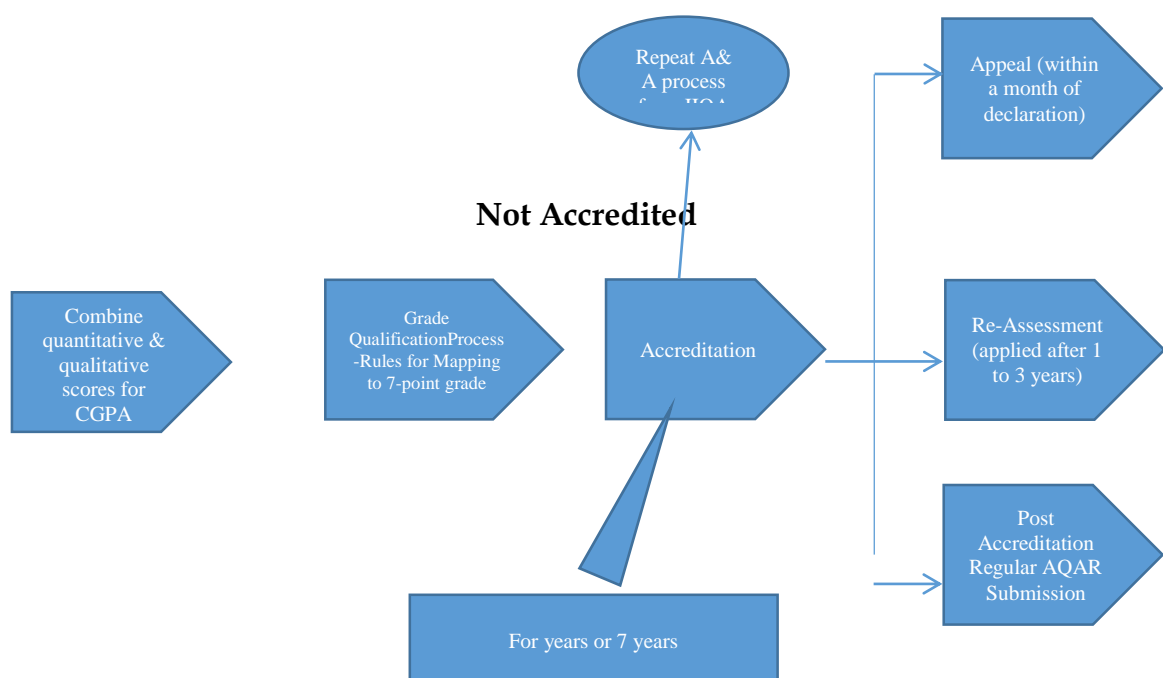 Repeat A&
A process
Appeal (within
a month of
declaration)
Not Accredited
Combine
quantitative &
qualitative
scores for
CGPA
Grade
QualificationProcess
-Rules for Mapping
to 7-point grade
Accreditation
Re-Assessment
(applied after 1
to 3 years)
Post
Accreditation
Regular AQAR
Submission
For years or 7 years